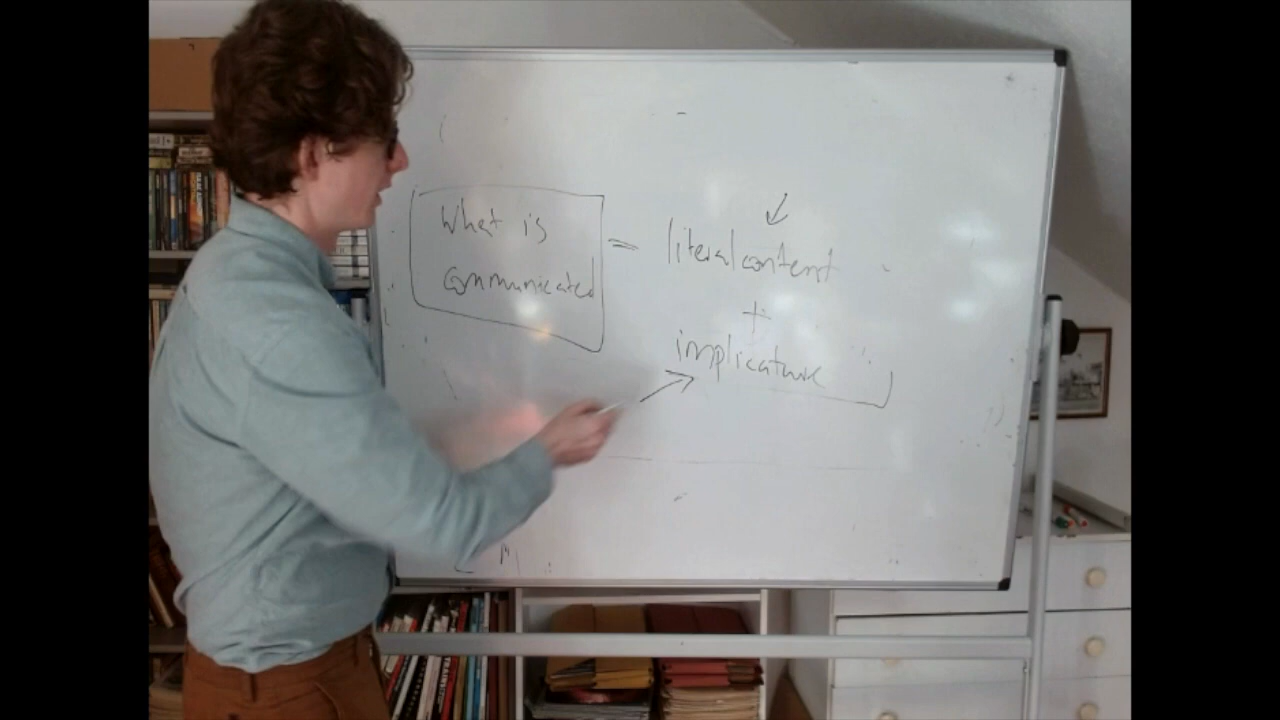 What is
communicated
=
literal content
+
implicature